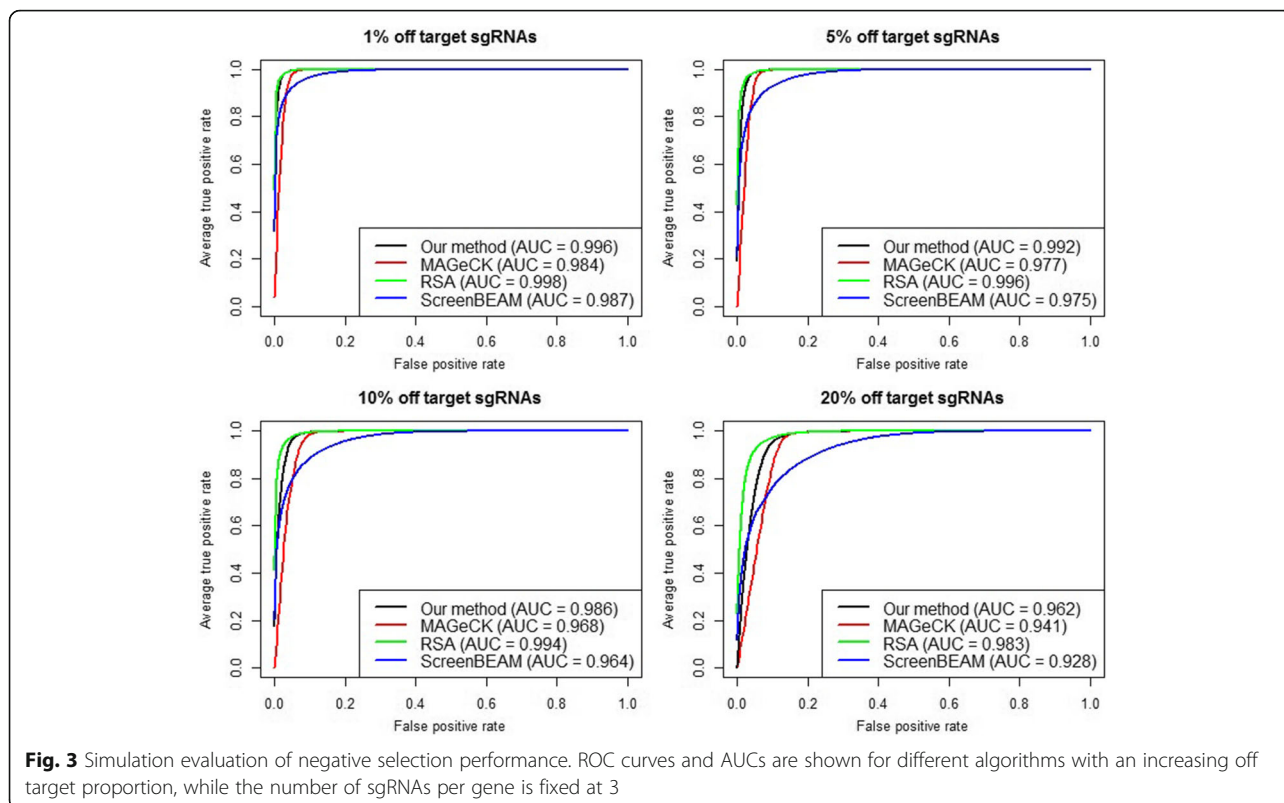 1% off target sgRNAs
Average true positive rate
1.0
0.8
0.6
0.4
0.2
0.0
Our method (AUC = 0.996)
MAGeCK (AUC = 0.984)
RSA (AUC = 0.998)
ScreenBEAM (AUC = 0.987)
0.0 0.2 0.4 0.6 0.8 1.0
False positive rate
5% off target sgRNAs
Average true positive rate
1.0
0.8
0.6
0.4
0.2
0.0
Our method (AUC = 0.992)
MAGeCK (AUC = 0.977)
RSA (AUC = 0.996)
ScreenBEAM (AUC = 0.975)
0.0 0.2 0.4 0.6 0.8 1.0
False positive rate
10% off target sgRNAs
Average true positive rate
1.0
0.8
0.6
0.4
0.2
0.0
Our method (AUC = 0.986)
MAGeCK (AUC = 0.968)
RSA (AUC = 0.994)
ScreenBEAM (AUC = 0.964)
0.0 0.2 0.4 0.6 0.8 1.0
False positive rate
20% off target sgRNAs
Average true positive rate
1.0
0.8
0.6
0.4
0.2
0.0
Our method (AUC = 0.962)
MAGeCK (AUC = 0.941)
RSA (AUC = 0.983)
ScreenBEAM (AUC = 0.928)
0.0 0.2 0.4 0.6 0.8 1.0
False positive rate
Fig. 3 Simulation evaluation of negative selection performance. ROC curves and AUCs are shown for different algorithms with an increasing off
target proportion, while the number of sgRNAs per gene is fixed at 3